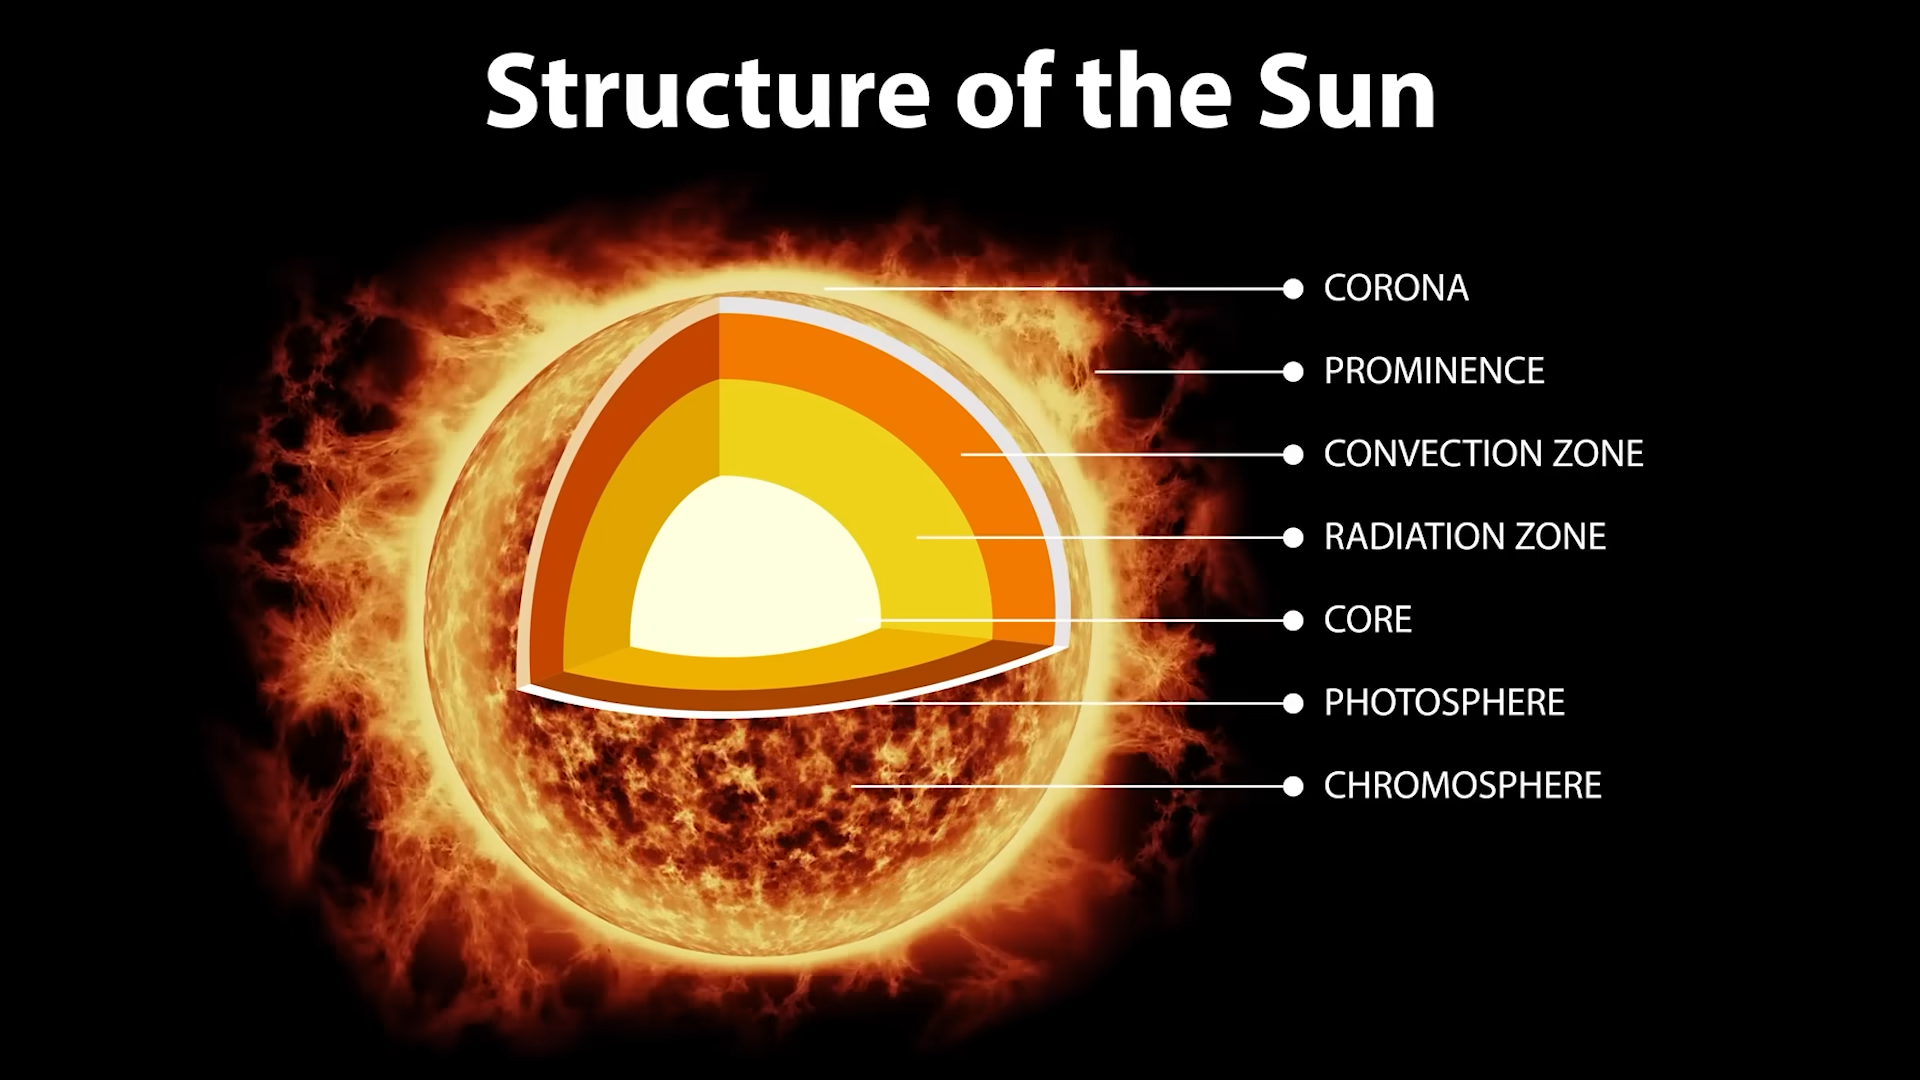 Structure of the Sun
CORONA
PROMINENCE
CONVECTION ZONE
RADIATION ZONE
CORE
PHOTOSPHERE
CHROMOSPHERE